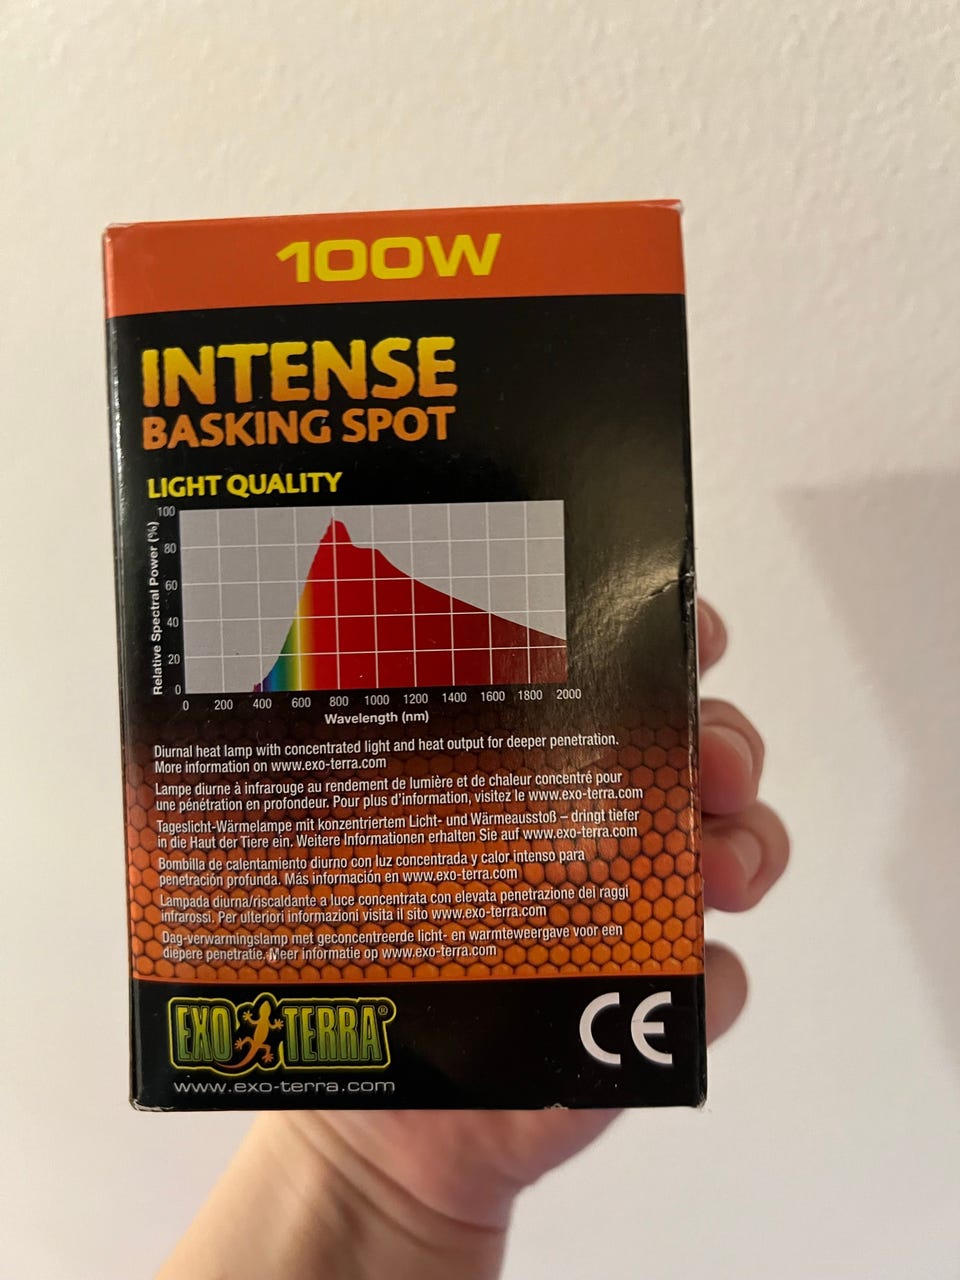 100W
INTENSE
BASKING SPOT
LIGHT QUALITY
Relative Spectral Power (%)
100
80
60
40
20
0
0 200 400 600 800 1000 1200 1400 1600 1800 2000
Wavelength (nm)
Diurnal heat lamp with concentrated light and heat output for deeper penetration.
More information on www.exo-terra.com
Lampe diurne à infrarouge au rendement de lumière et de chaleur concentré pour
une pénétration en profondeur. Pour plus d'information, visitez le www.exo-terra.com
Tageslicht-Wärmelampe mit konzentriertem Licht- und Wärmeausstoß – dringt tiefer
in die Haut der Tiere ein. Weitere Informationen erhalten Sie auf www.exo-terra.com
Bombilla de calentamiento diurno con luz concentrada y calor intenso para
penetración profunda. Más información en www.exo-terra.com
Lampada diurna/riscaldante a luce concentrata con elevata penetrazione dei raggi
infrarossi. Per ulteriori informazioni visita il sito www.exo-terra.com
Dag-verwarmingslamp met geconcentreerde licht- en warmteweergave voor een
diepere penetratie. Meer informatie op www.exo-terra.com
EXO TERRA®
www.exo-terra.com
CE